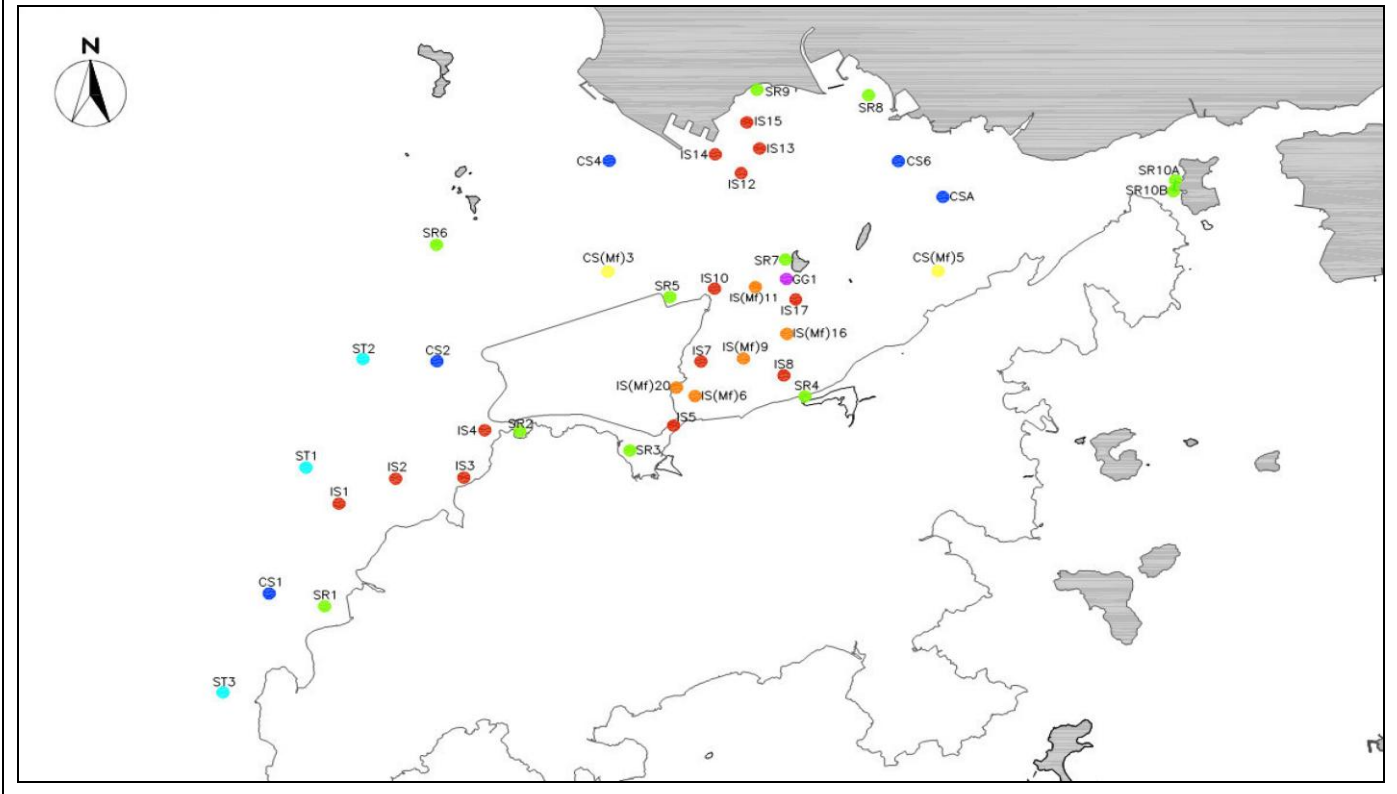 N
SR9
SR8
IS15
IS14
IS13
CS4
CS6
IS12
SR10A
SR10B
CSA
SR6
CS(Mf)3
SR7
CS(Mf)5
GG1
SR5
IS10
IS(Mf)11
IS17
IS(Mf)16
ST2
CS2
IS7
IS(Mf)9
IS8
IS(Mf)20
IS(Mf)6
SR4
IS4
SR2
IS5
SR3
ST1
IS2
IS3
IS1
CS1
SR1
ST3